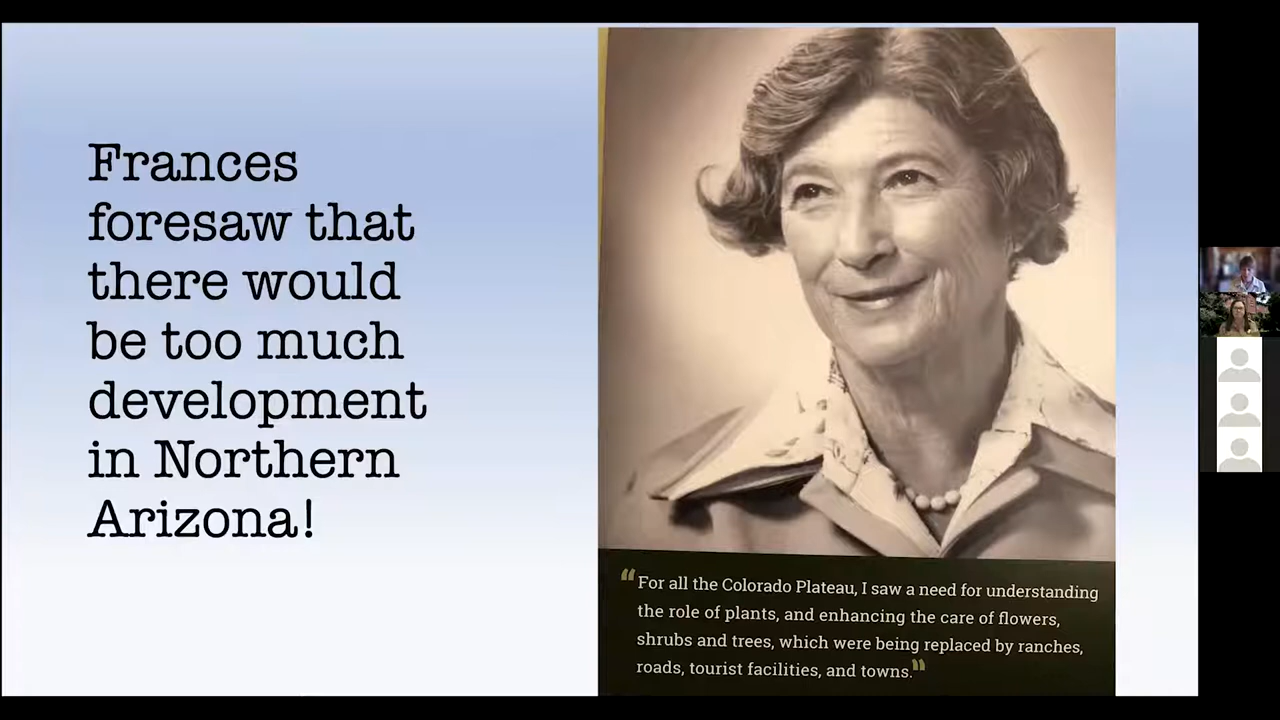 Frances
foresaw that
there would
be too much
development
in Northern
Arizona!
“For all the Colorado Plateau, I saw a need for understanding
the role of plants, and enhancing the care of flowers,
shrubs and trees, which were being replaced by ranches,
roads, tourist facilities, and towns.”